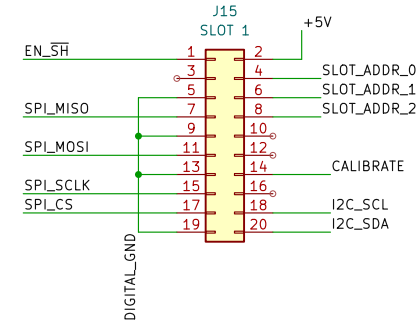 J15
SLOT 1
+5V
EN_SH
1 2
3 4 SLOT_ADDR_0
5 6 SLOT_ADDR_1
SPI_MISO 7 8 SLOT_ADDR_2
9 10
SPI_MOSI 11 12
13 14 CALIBRATE
SPI_SCLK 15 16
SPI_CS 17 18 I2C_SCL
19 20 I2C_SDA
DIGITAL_GND